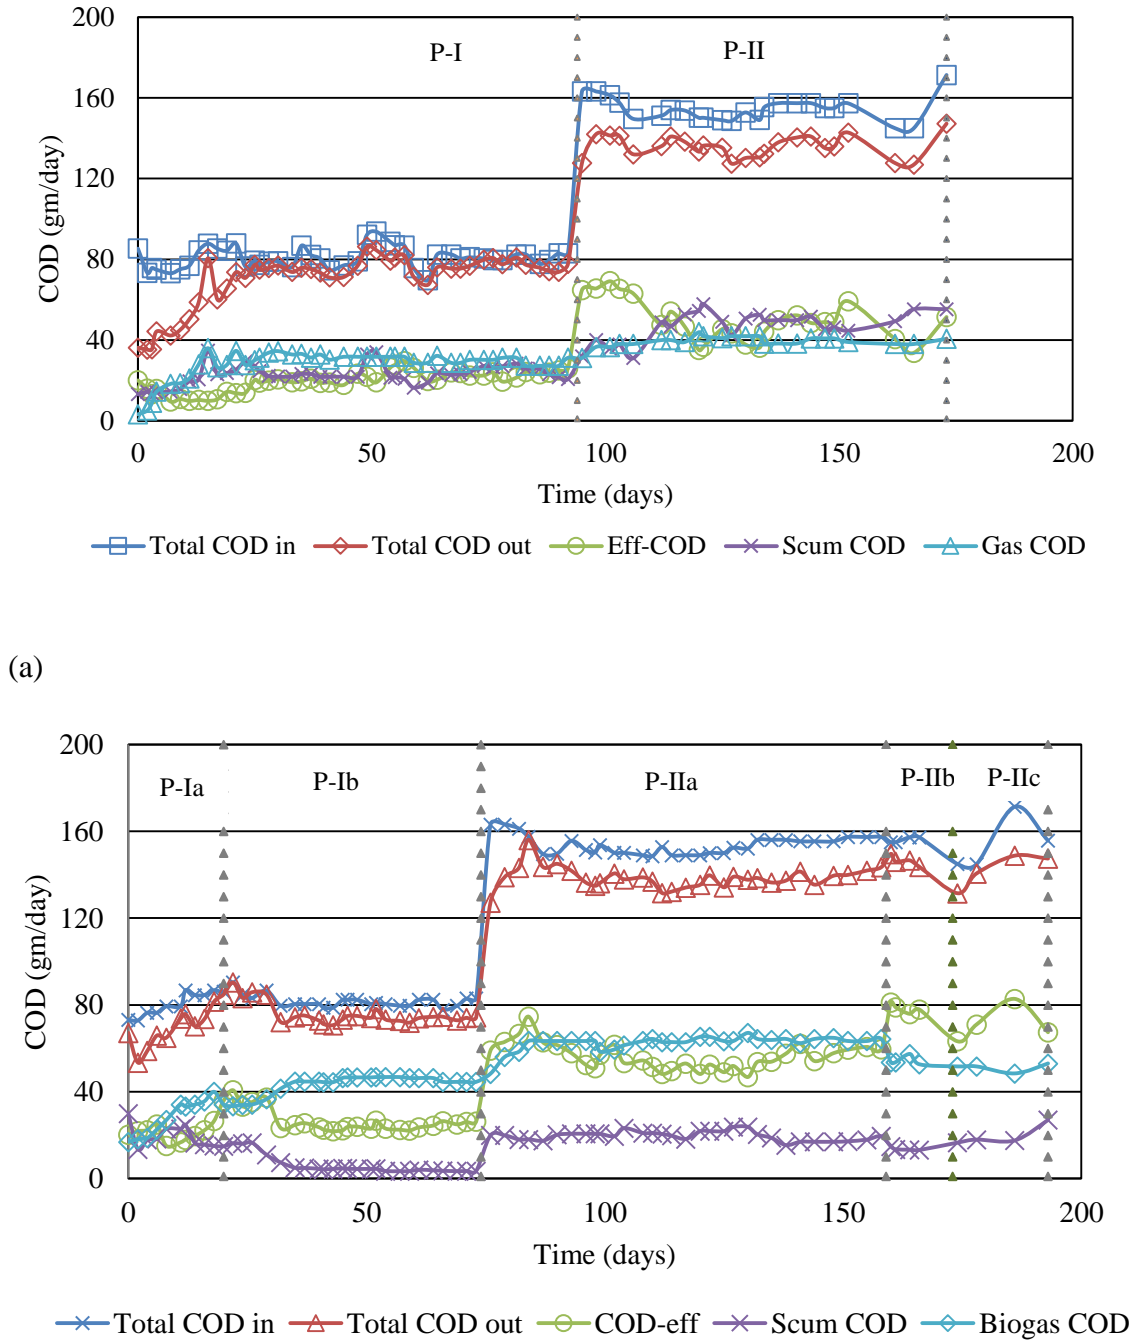 200
160
120
80
40
0
COD (gm/day)
P-I
P-II
0
50
100
150
200
Time (days)
Total COD in
Total COD out
Eff-COD
Scum COD
Gas COD
(a)
200
160
120
80
40
0
COD (gm/day)
P-Ia
P-Ib
P-IIa
P-IIb
P-IIc
0
50
100
150
200
Time (days)
Total COD in
Total COD out
COD-eff
Scum COD
Biogas COD